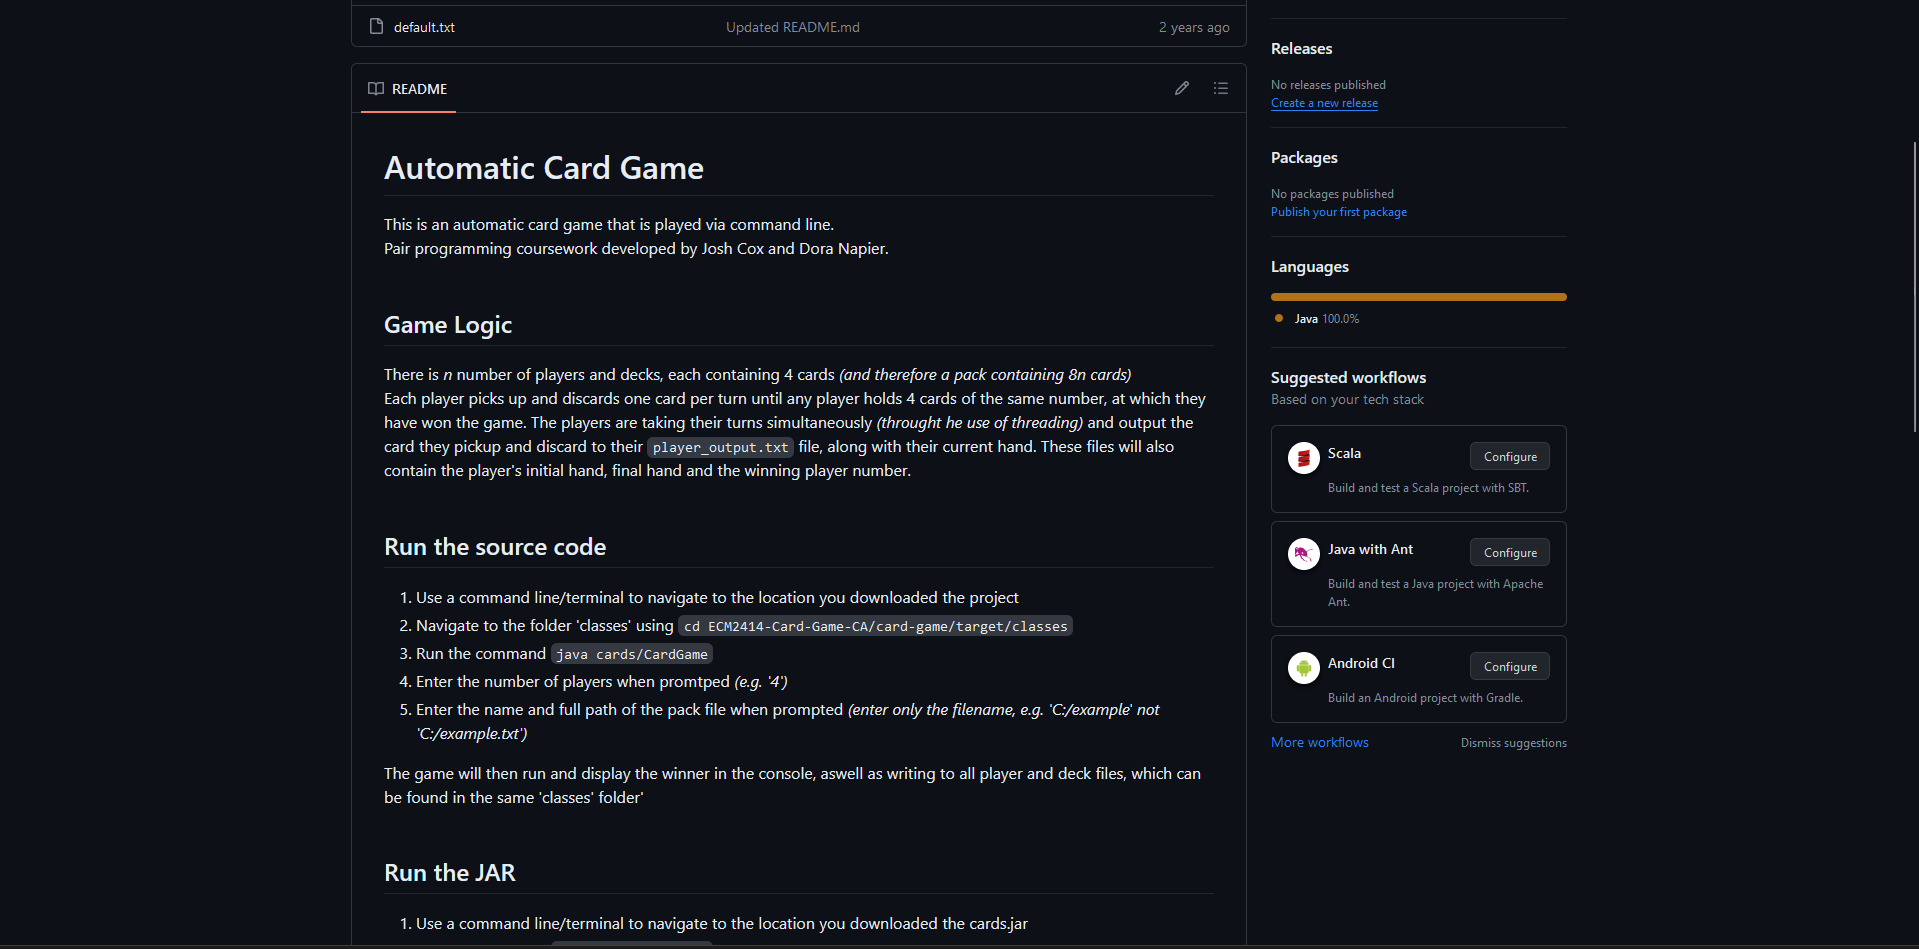 default.txt
Updated README.md
2 years ago
README
Automatic Card Game
This is an automatic card game that is played via command line.
Pair programming coursework developed by Josh Cox and Dora Napier.
Game Logic
There is n number of players and decks, each containing 4 cards (and therefore a pack containing 8n cards)
Each player picks up and discards one card per turn until any player holds 4 cards of the same number, at which they
have won the game. The players are taking their turns simultaneously (throught he use of threading) and output the
card they pickup and discard to their player_output.txt file, along with their current hand. These files will also
contain the player's initial hand, final hand and the winning player number.
Run the source code
1. Use a command line/terminal to navigate to the location you downloaded the project
2. Navigate to the folder 'classes' using cd ECM2414-Card-Game-CA/card-game/target/classes
3. Run the command java cards/CardGame
4. Enter the number of players when promtped (e.g. '4')
5. Enter the name and full path of the pack file when prompted (enter only the filename, e.g. 'C:/example' not
'C:/example.txt')
The game will then run and display the winner in the console, aswell as writing to all player and deck files, which can
be found in the same 'classes' folder'
Run the JAR
1. Use a command line/terminal to navigate to the location you downloaded the cards.jar
Releases
No releases published
Create a new release
Packages
No packages published
Publish your first package
Languages
Java 100.0%
Suggested workflows
Based on your tech stack
Scala
Configure
Build and test a Scala project with SBT.
Java with Ant
Configure
Build and test a Java project with Apache
Ant.
Android CI
Configure
Build an Android project with Gradle.
More workflows
Dismiss suggestions